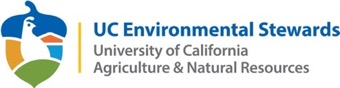 UC Environmental Stewards
University of California
Agriculture & Natural Resources